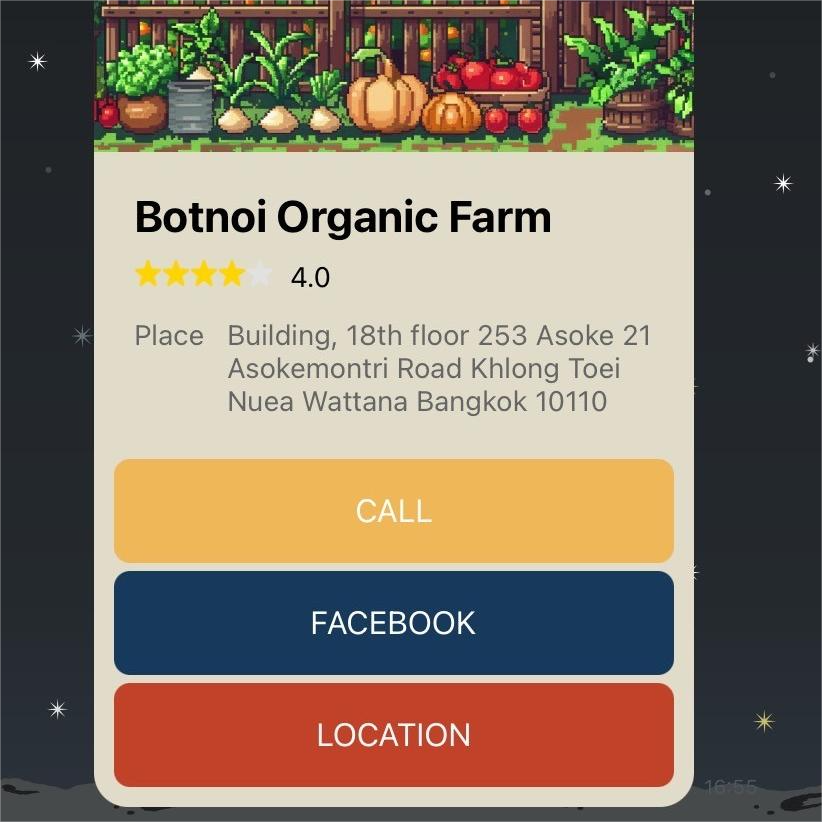 Botnoi Organic Farm
4.0
Place Building, 18th floor 253 Asoke 21
Asokemontri Road Khlong Toei
Nuea Wattana Bangkok 10110
CALL
FACEBOOK
LOCATION
16:55